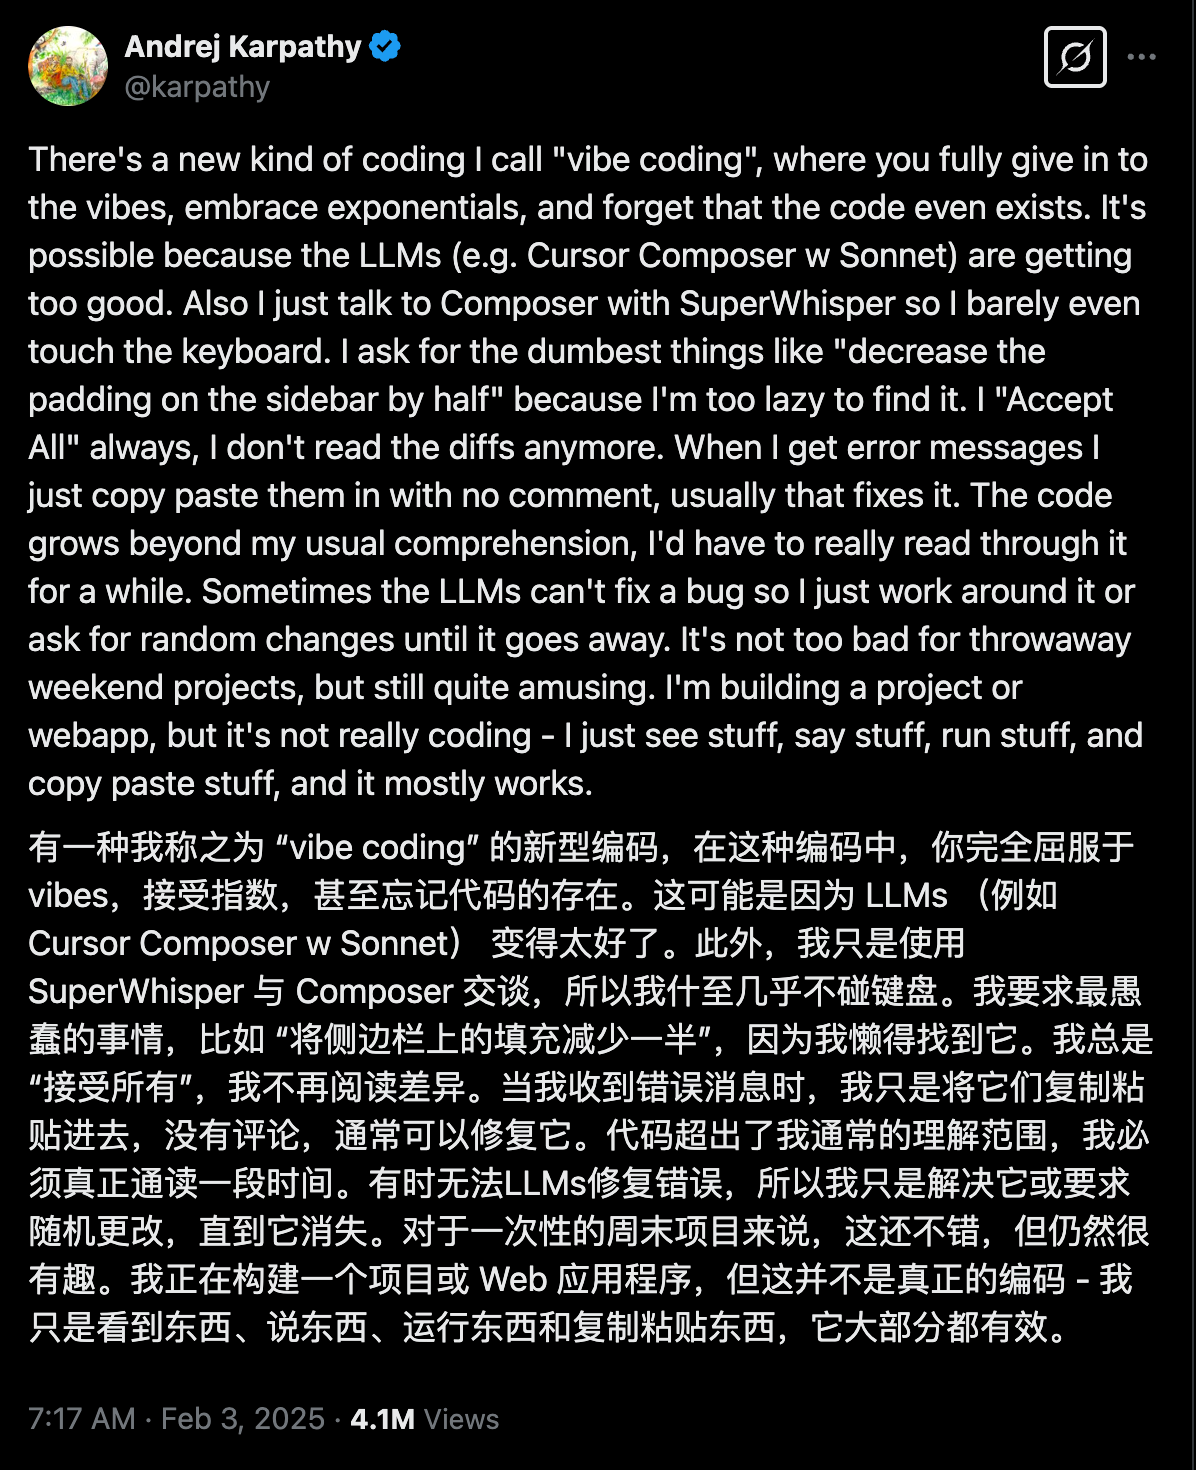 Andrej Karpathy
@karpathy
There's a new kind of coding I call "vibe coding", where you fully give in to
the vibes, embrace exponentials, and forget that the code even exists. It's
possible because the LLMs (e.g. Cursor Composer w Sonnet) are getting
too good. Also I just talk to Composer with SuperWhisper so I barely even
touch the keyboard. I ask for the dumbest things like "decrease the
padding on the sidebar by half" because I'm too lazy to find it. I "Accept
All" always, I don't read the diffs anymore. When I get error messages I
just copy paste them in with no comment, usually that fixes it. The code
grows beyond my usual comprehension, I'd have to really read through it
for a while. Sometimes the LLMs can't fix a bug so I just work around it or
ask for random changes until it goes away. It's not too bad for throwaway
weekend projects, but still quite amusing. I'm building a project or
webapp, but it's not really coding - I just see stuff, say stuff, run stuff, and
copy paste stuff, and it mostly works.
有一种我称之为 “vibe coding” 的新型编码，在这种编码中，你完全屈服于
vibes，接受指数，甚至忘记代码的存在。这可能是因为 LLMs （例如
Cursor Composer w Sonnet） 变得太好了。此外，我只是使用
SuperWhisper 与 Composer 交谈，所以我什至几乎不碰键盘。我要求最愚
蠢的事情，比如 “将侧边栏上的填充减少一半”，因为我懒得找到它。我总是
“接受所有”，我不再阅读差异。当我收到错误消息时，我只是将它们复制粘
贴进去，没有评论，通常可以修复它。代码超出了我通常的理解范围，我必
须真正通读一段时间。有时无法LLMs修复错误，所以我只是解决它或要求
随机更改，直到它消失。对于一次性的周末项目来说，这还不错，但仍然很
有趣。我正在构建一个项目或 Web 应用程序，但这并不是真正的编码 - 我
只是看到东西、说东西、运行东西和复制粘贴东西，它大部分都有效。
7:17 AM · Feb 3, 2025 · 4.1M Views